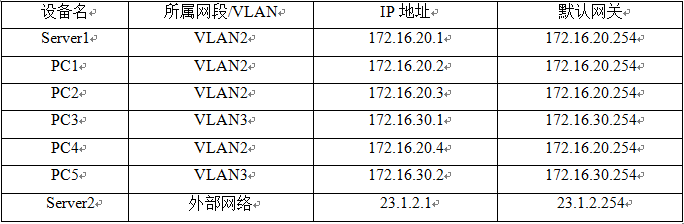 设备名 所属网段/VLAN IP 地址 默认网关
Server1 VLAN2 172.16.20.1 172.16.20.254
PC1 VLAN2 172.16.20.2 172.16.20.254
PC2 VLAN2 172.16.20.3 172.16.20.254
PC3 VLAN3 172.16.30.1 172.16.30.254
PC4 VLAN2 172.16.20.4 172.16.20.254
PC5 VLAN3 172.16.30.2 172.16.30.254
Server2 外部网络 23.1.2.1 23.1.2.254